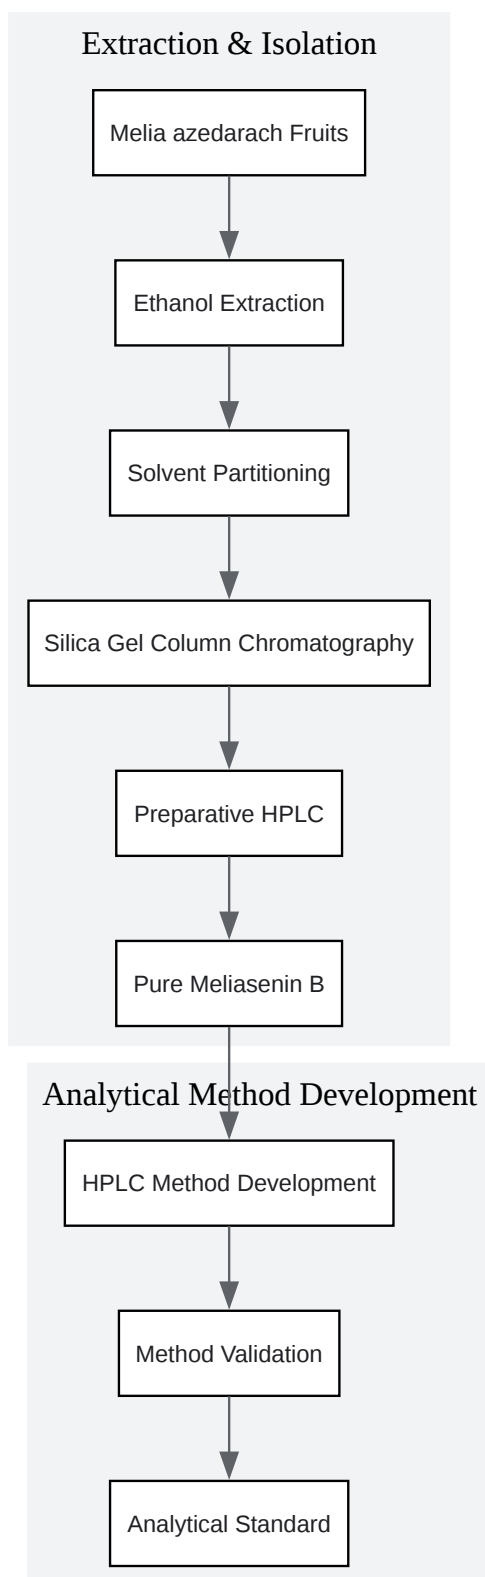 Extraction & Isolation
Melia azedarach Fruits
Ethanol Extraction
Solvent Partitioning
Silica Gel Column Chromatography
Preparative HPLC
Pure Meliasenin B
Analytical Method Development
HPLC Method Development
Method Validation
Analytical Standard